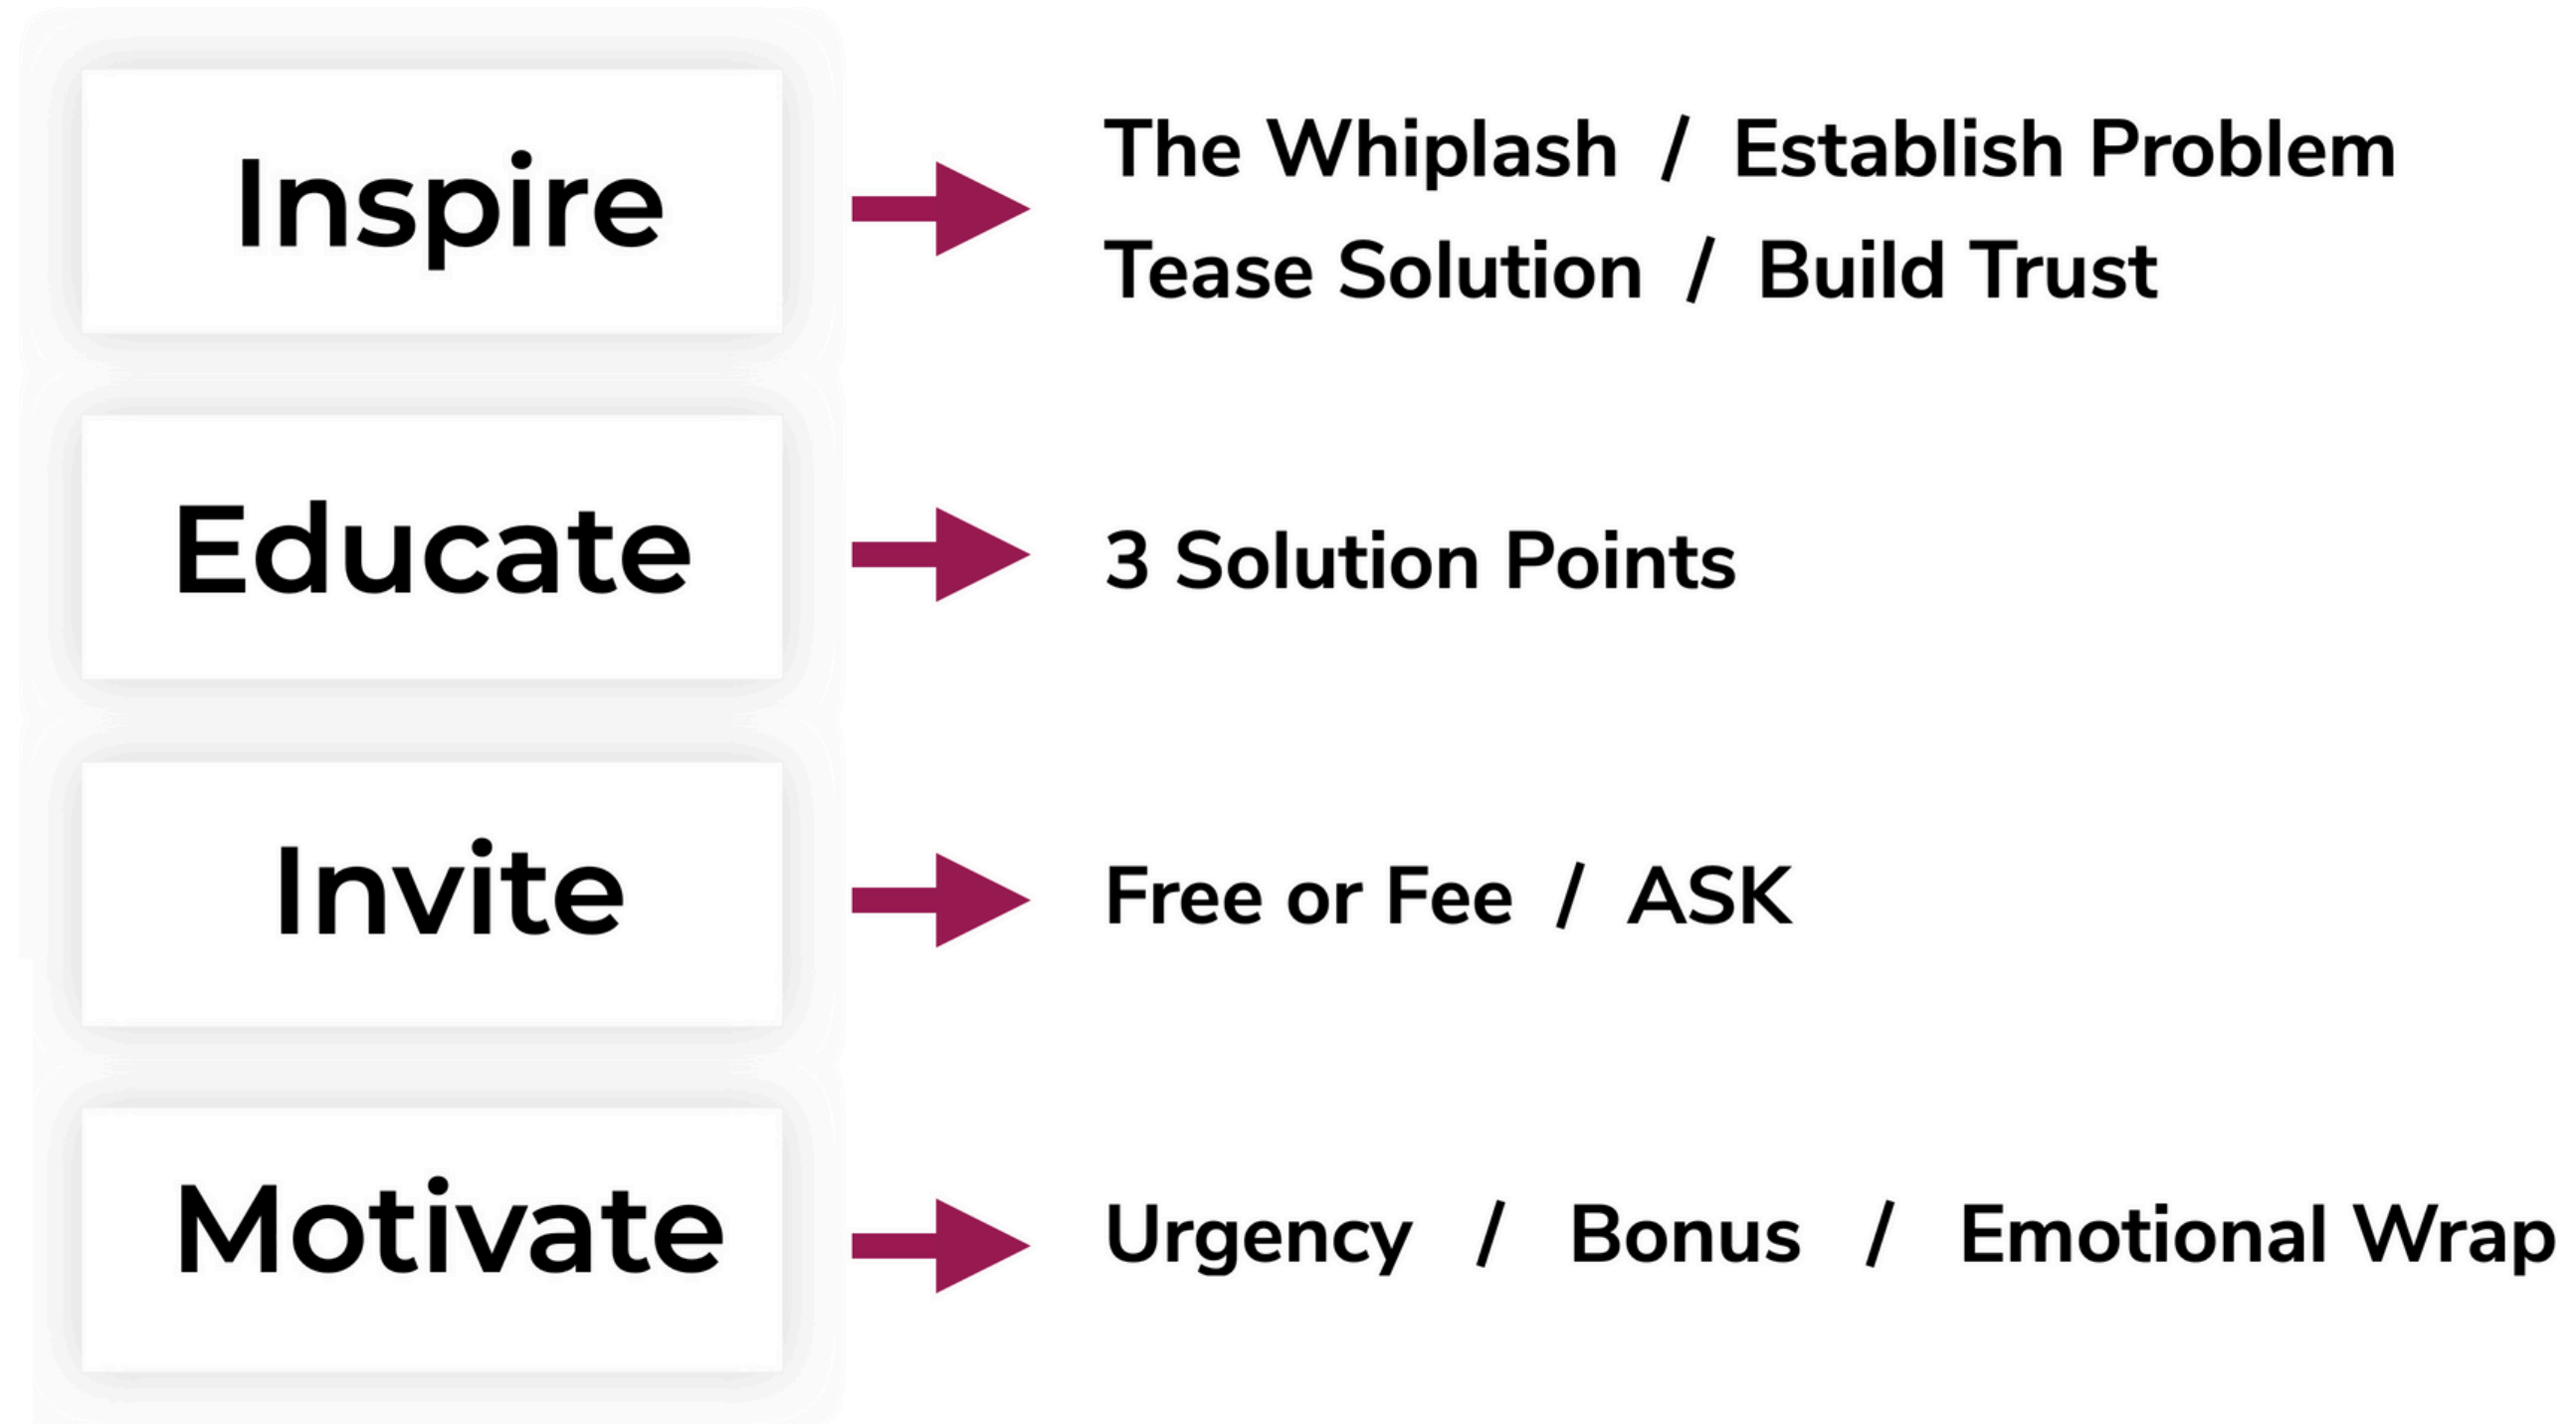 Inspire
The Whiplash / Establish Problem
Tease Solution / Build Trust
Educate
3 Solution Points
Invite
Free or Fee / ASK
Motivate
Urgency / Bonus / Emotional Wrap